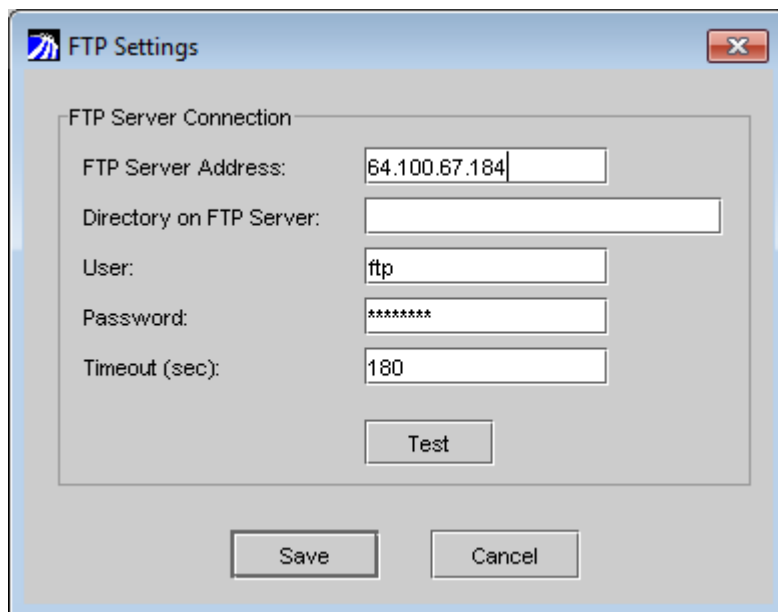 FTP Settings
FTP Server Connection
FTP Server Address: 64.100.67.184
Directory on FTP Server:
User: ftp
Password: ********
Timeout (sec): 180
Test
Save Cancel